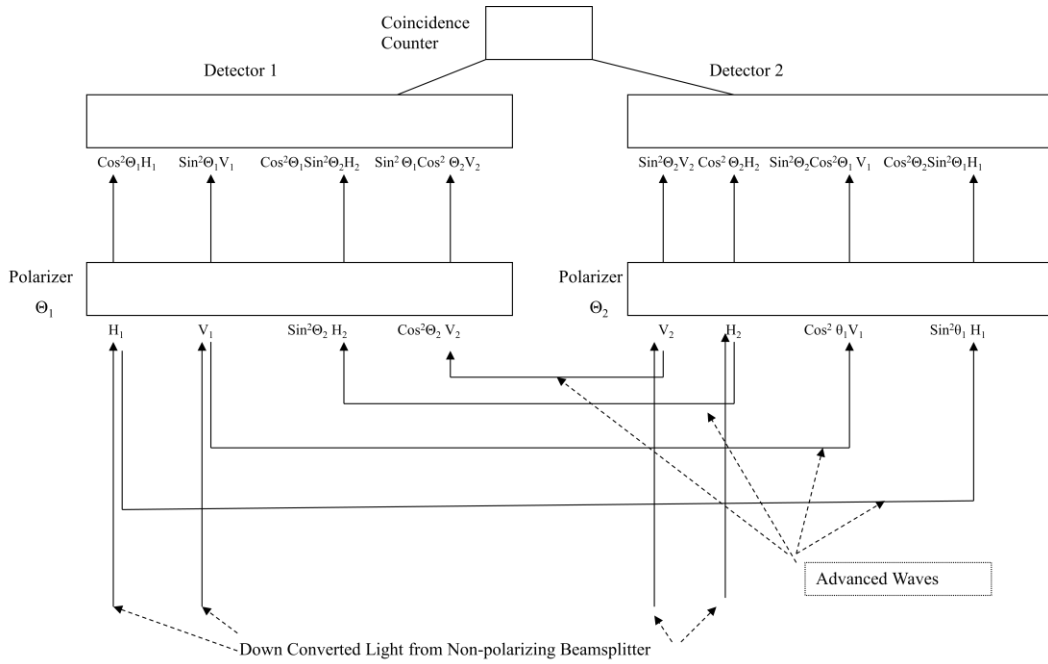 Coincidence
Counter
Detector 1
Detector 2
Cos²Θ₁H₁ Sin²Θ₁V₁ Cos²Θ₁Sin²Θ₂H₂ Sin² Θ₁Cos² Θ₂V₂
Sin²Θ₂V₂ Cos² Θ₂H₂ Sin²Θ₂Cos²Θ₁ V₁ Cos²Θ₂Sin²Θ₁H₁
Polarizer
Θ₁
Polarizer
Θ₂
H₁ V₁ Sin²Θ₂ H₂ Cos²Θ₂ V₂
V₂ H₂ Cos² θ₁V₁ Sin²θ₁ H₁
Advanced Waves
Down Converted Light from Non-polarizing Beamsplitter